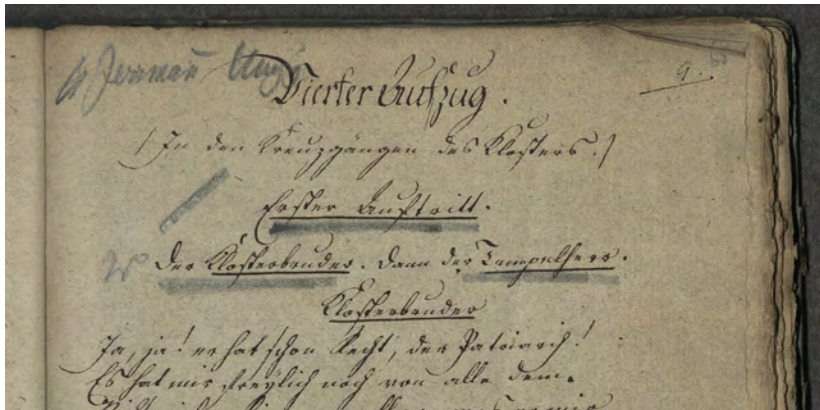 Vierter Aufzug.
9.
/ In den Kreuzgängen des Klosters. /
Erster Auftritt.
Der Klosterbruder. Dann der Tempelherr.
Klosterbruder
Ja, ja! er hat schon Recht, der Patriarch!
Es hat mir freylich noch von alle dem